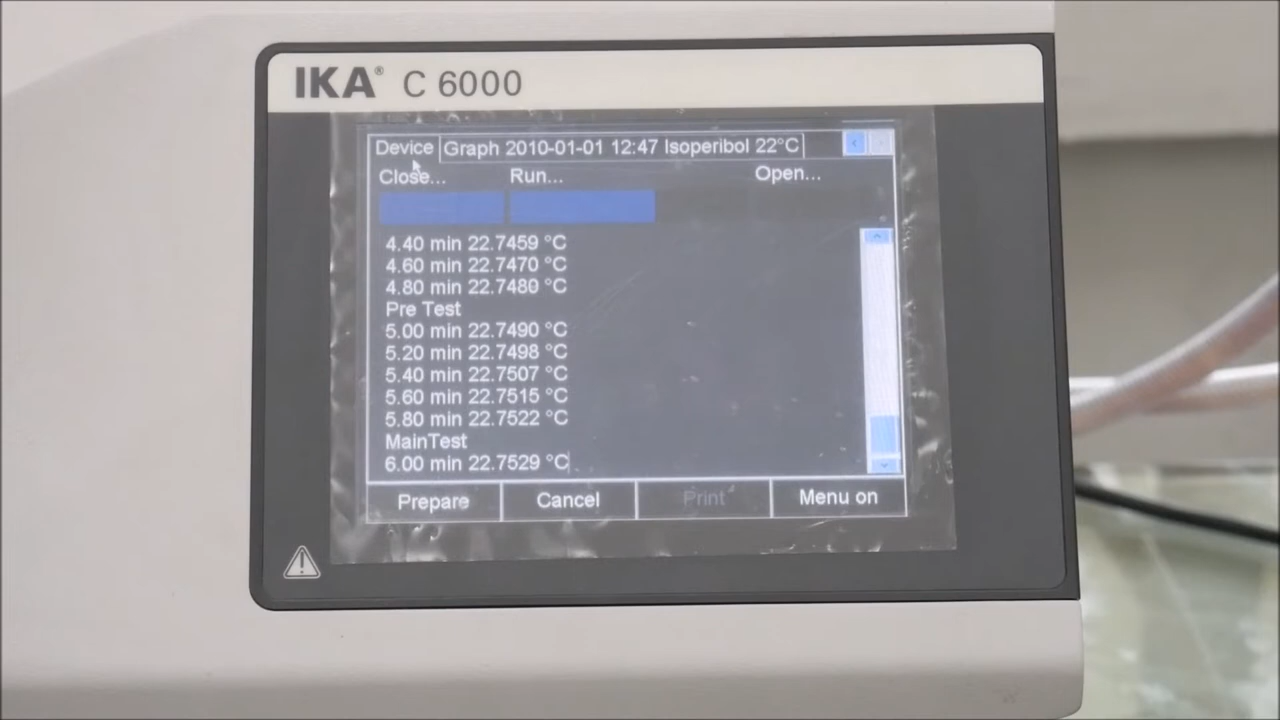 IKA® C 6000
Device Graph 2010-01-01 12:47 Isoperibol 22°C
Close... Run... Open...
4.40 min 22.7459 °C
4.60 min 22.7470 °C
4.80 min 22.7480 °C
Pre Test
5.00 min 22.7490 °C
5.20 min 22.7498 °C
5.40 min 22.7507 °C
5.60 min 22.7515 °C
5.80 min 22.7522 °C
MainTest
6.00 min 22.7529 °C
Prepare Cancel Print Menu on